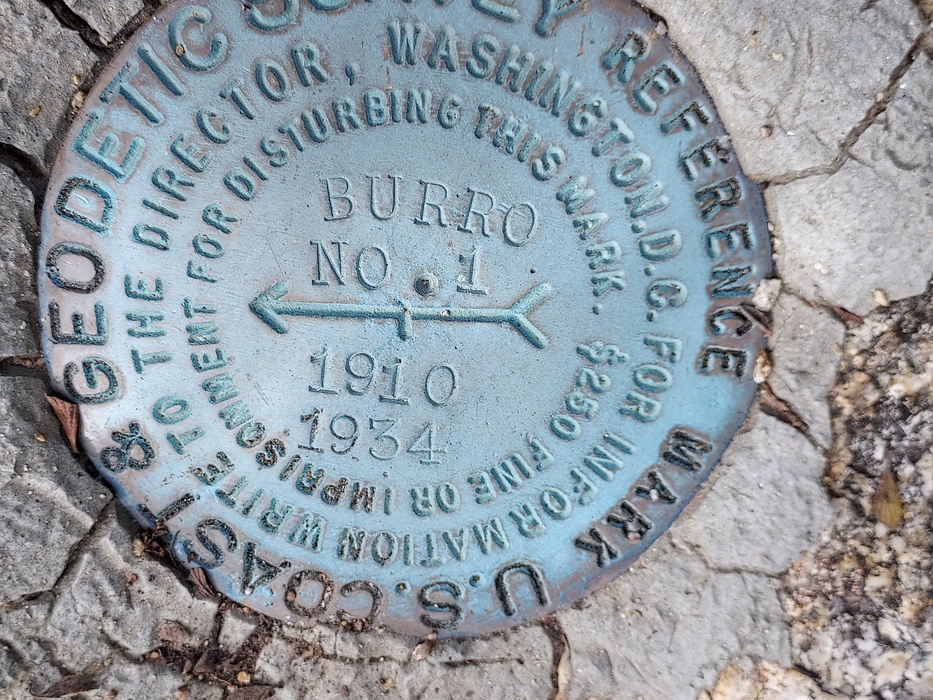 U.S. COAST & GEODETIC SURVEY REFERENCE MARK
FOR INFORMATION WRITE TO THE DIRECTOR, WASHINGTON, D.C.
$250 FINE OR IMPRISONMENT FOR DISTURBING THIS MARK.
BURRO
NO. 1
1910
1934